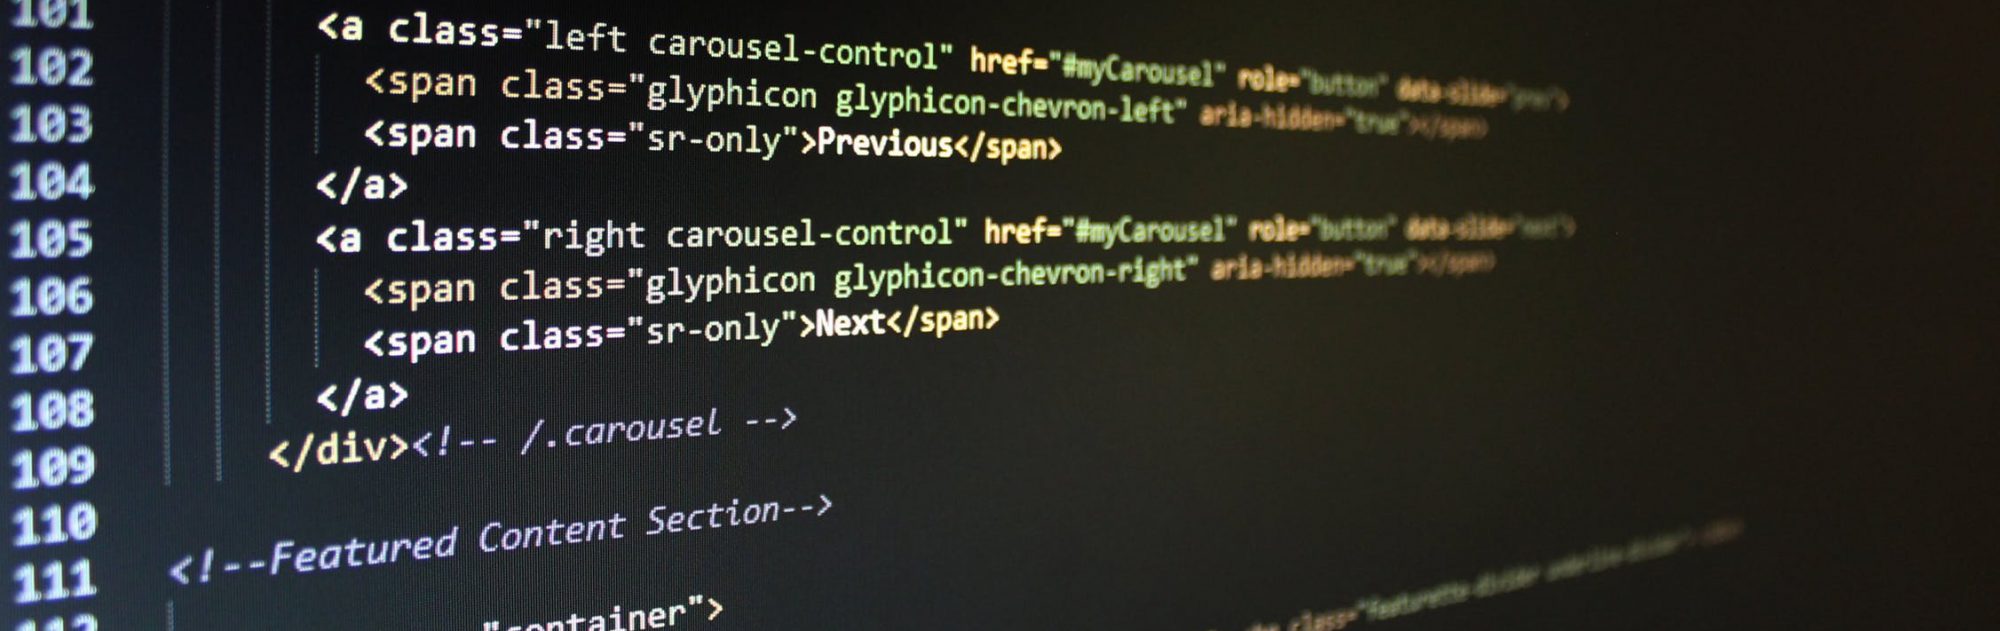 101 <a class="left carousel-control" href="#myCarousel" role="button" data-slide="prev">
102 <span class="glyphicon glyphicon-chevron-left" aria-hidden="true"></span>
103 <span class="sr-only">Previous</span>
104 </a>
105 <a class="right carousel-control" href="#myCarousel" role="button" data-slide="next">
106 <span class="glyphicon glyphicon-chevron-right" aria-hidden="true"></span>
107 <span class="sr-only">Next</span>
108 </a>
109 </div><!-- /.carousel -->
110
111 <!--Featured Content Section-->
112 "container">
class="featurette-divider